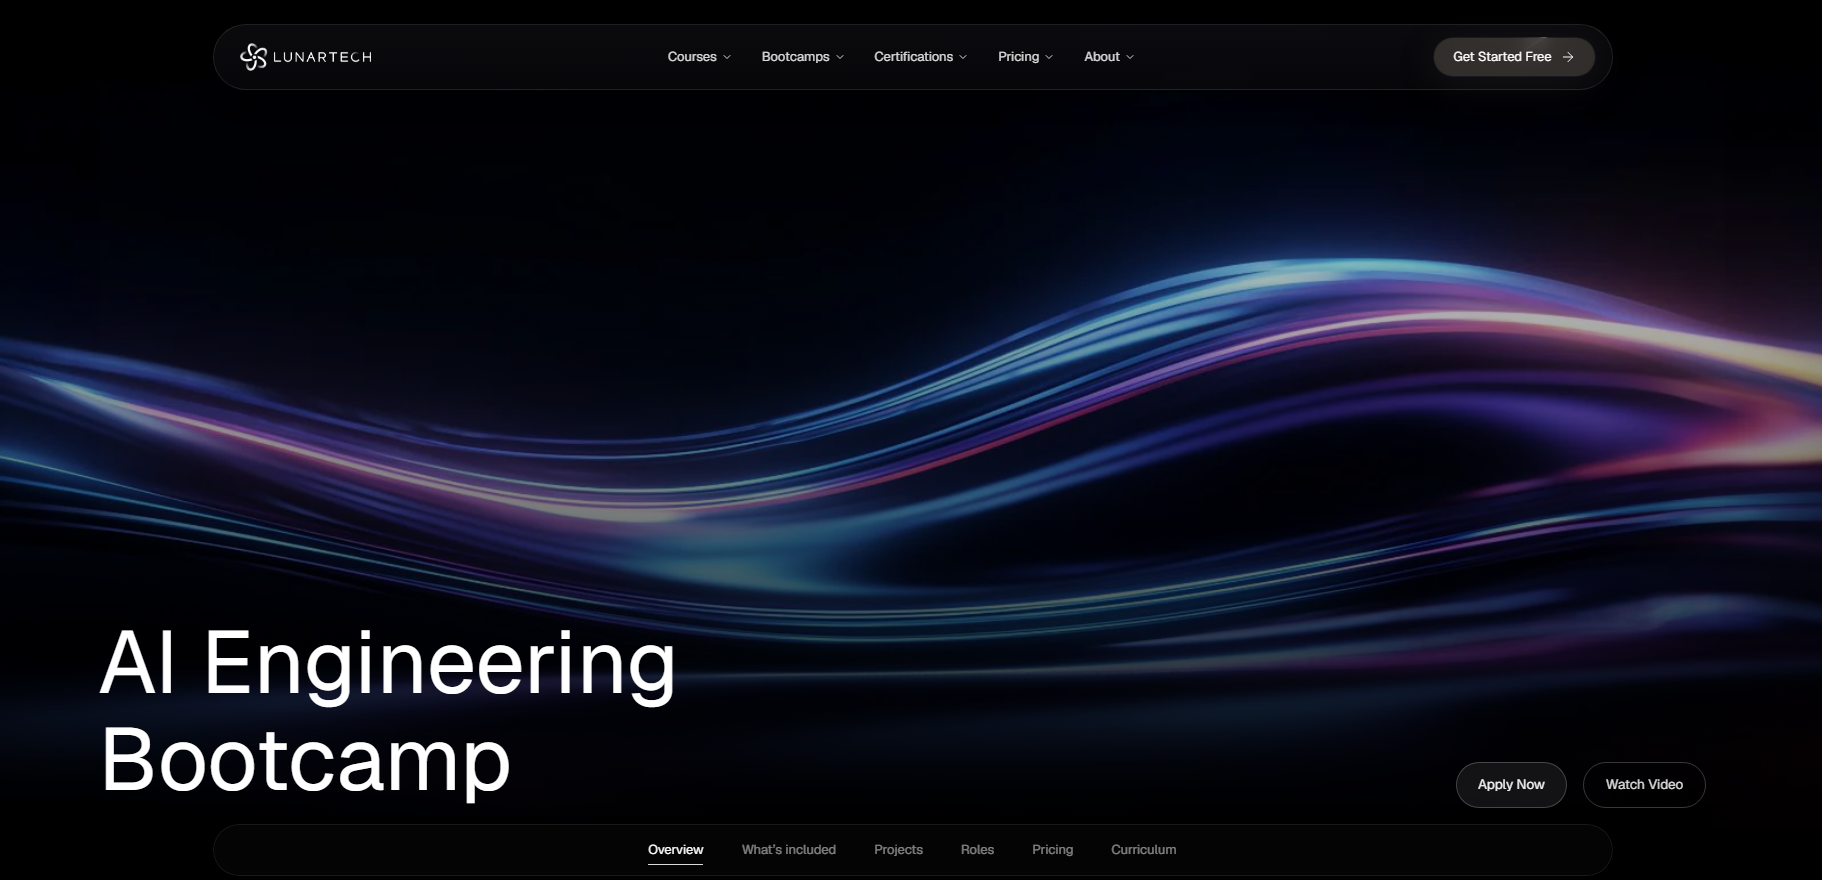 LUNARTECH
Courses
Bootcamps
Certifications
Pricing
About
Get Started Free
AI Engineering
Bootcamp
Apply Now
Watch Video
Overview
What's included
Projects
Roles
Pricing
Curriculum